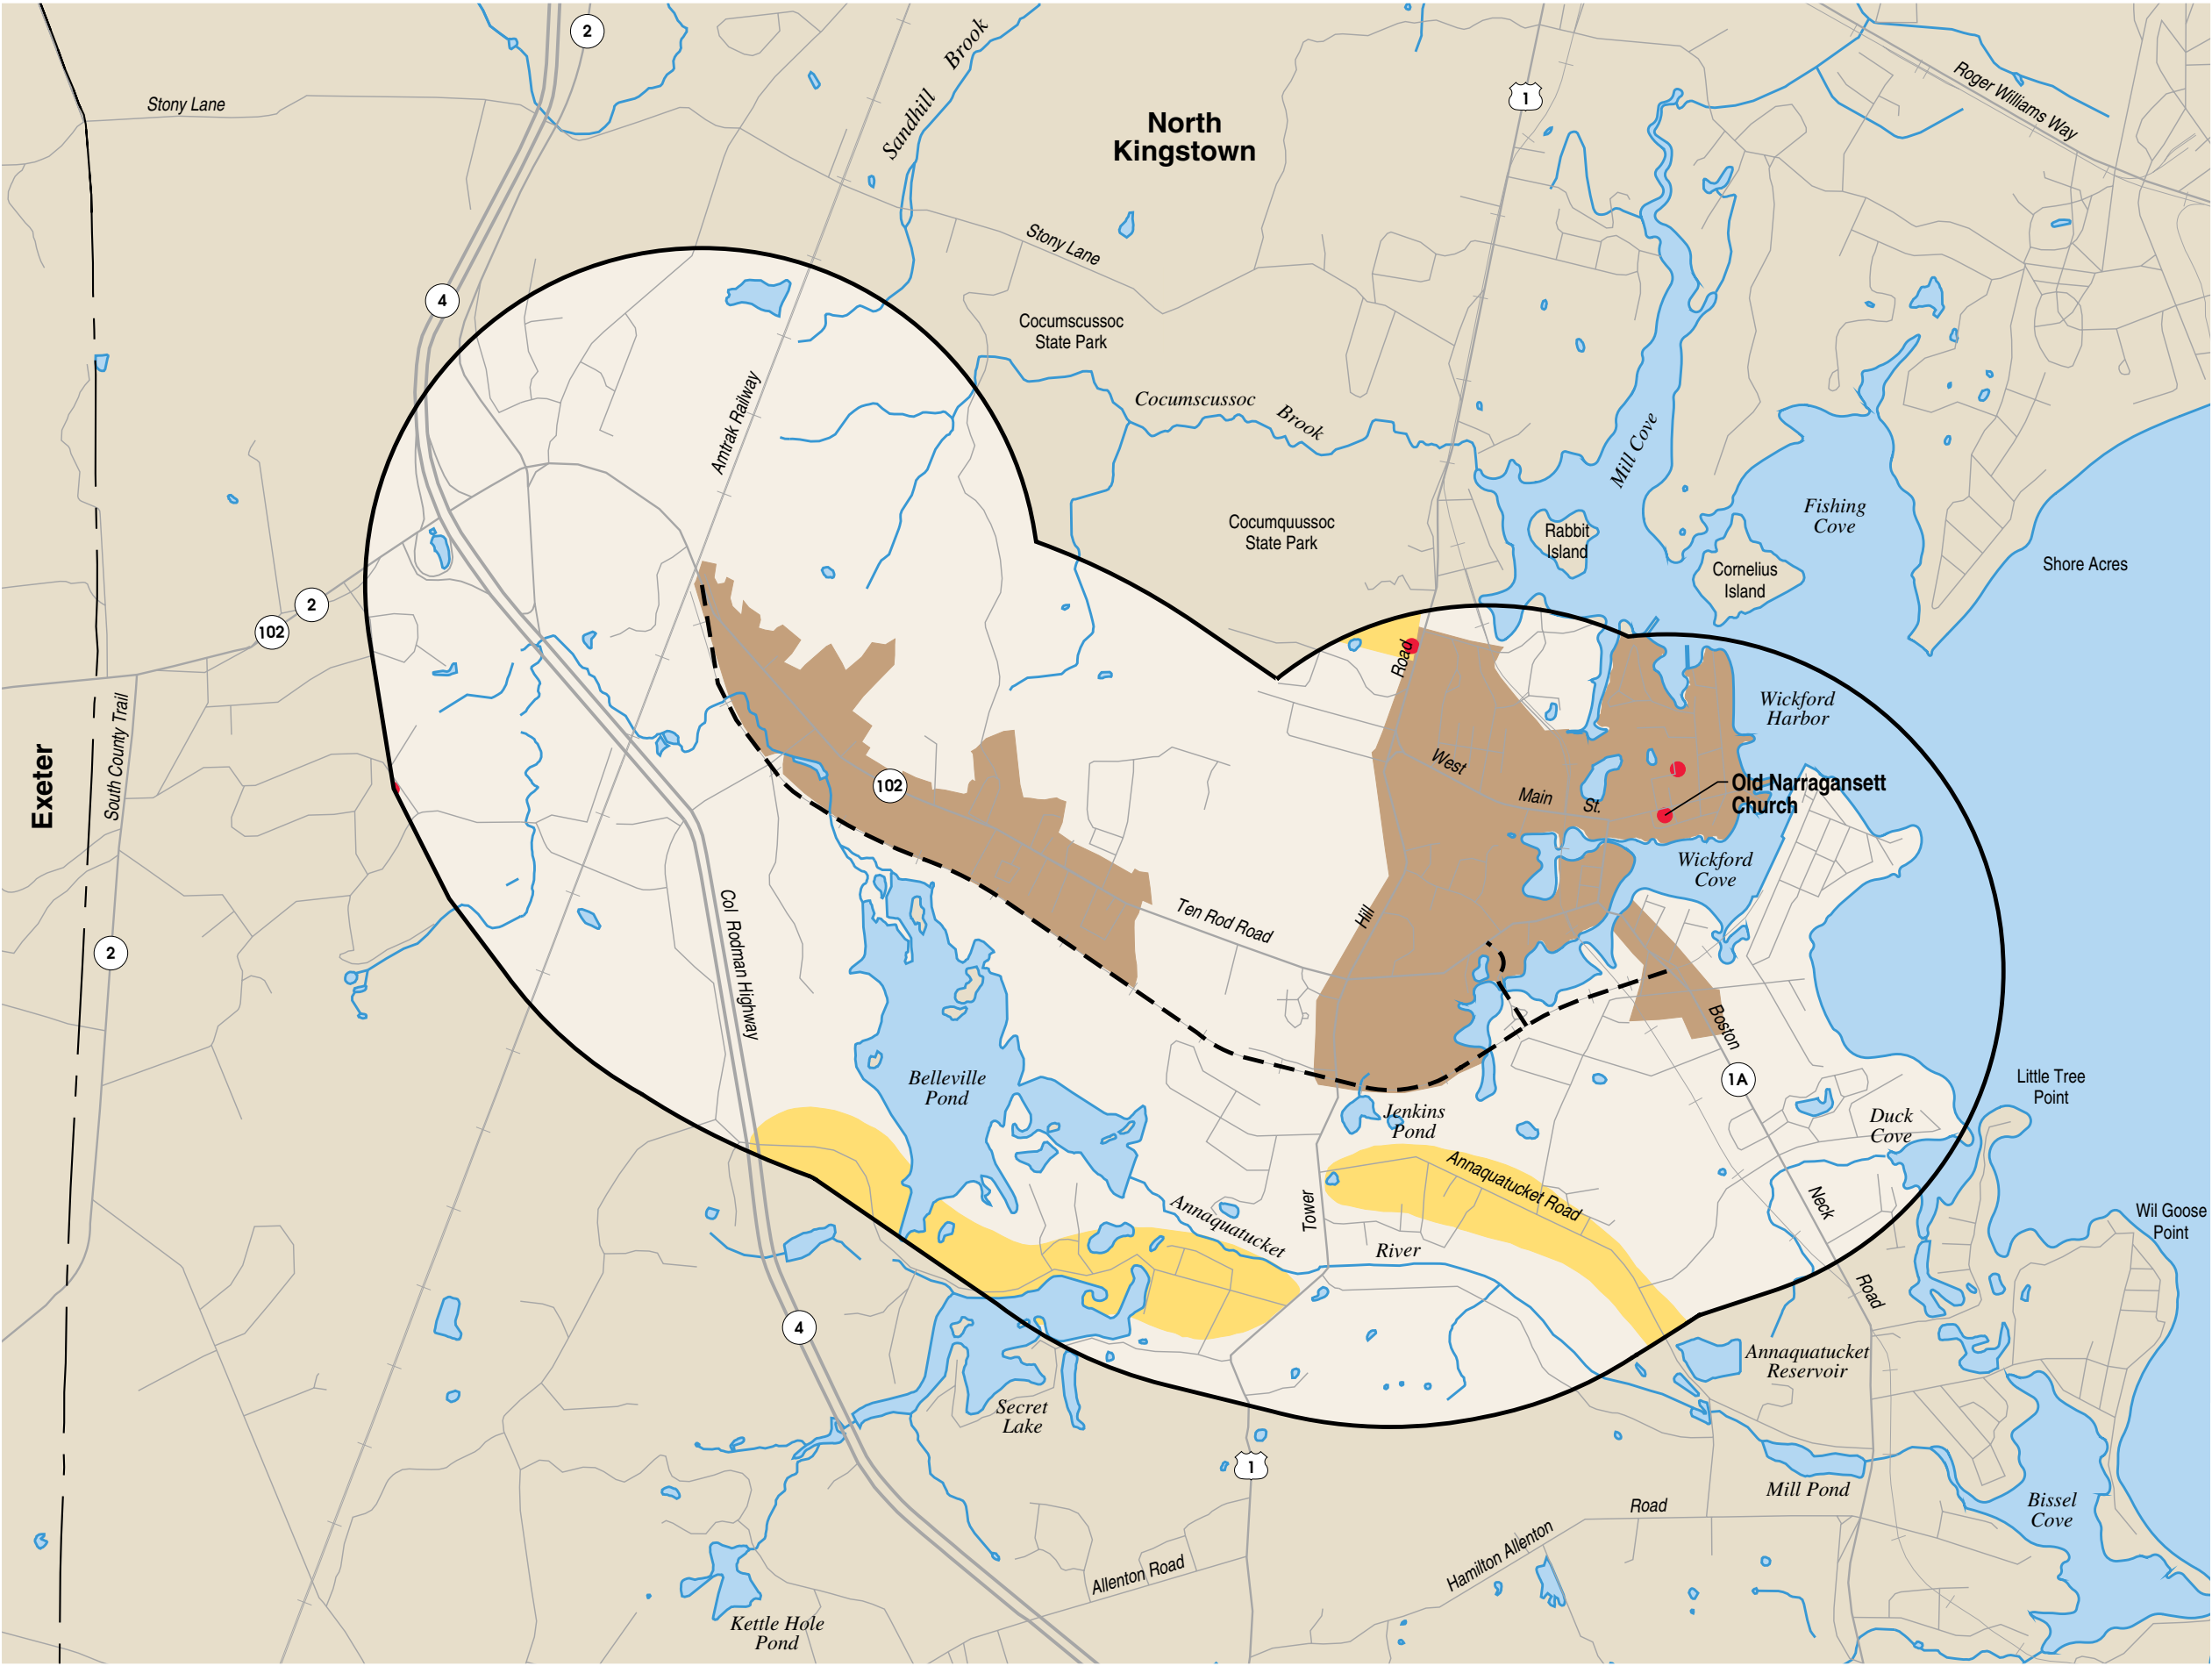 2
Brook
Sandhill
Stony Lane
1
Roger Williams Way
North
Kingstown
Stony Lane
4
Cocumscussoc
State Park
Amtrak Railway
Cocumscussoc
Brook
Mill Cove
Fishing
Cove
Cocumquussoc
State Park
Rabbit
Island
Cornelius
Island
Shore Acres
2
102
Road
Wickford
Harbor
South County Trail
Exeter
102
West
Main
St.
Old Narragansett
Church
Wickford
Cove
Col Rodman Highway
Ten Rod Road
Hill
2
Boston
1A
Belleville
Pond
Jenkins
Pond
Duck
Cove
Little Tree
Point
Annaquatucket Road
Annaquatucket
Tower
River
Neck
Wil Goose
Point
Road
4
Annaquatucket
Reservoir
Secret
Lake
1
Mill Pond
Road
Bissel
Cove
Hamilton Allenton
Allenton Road
Kettle Hole
Pond